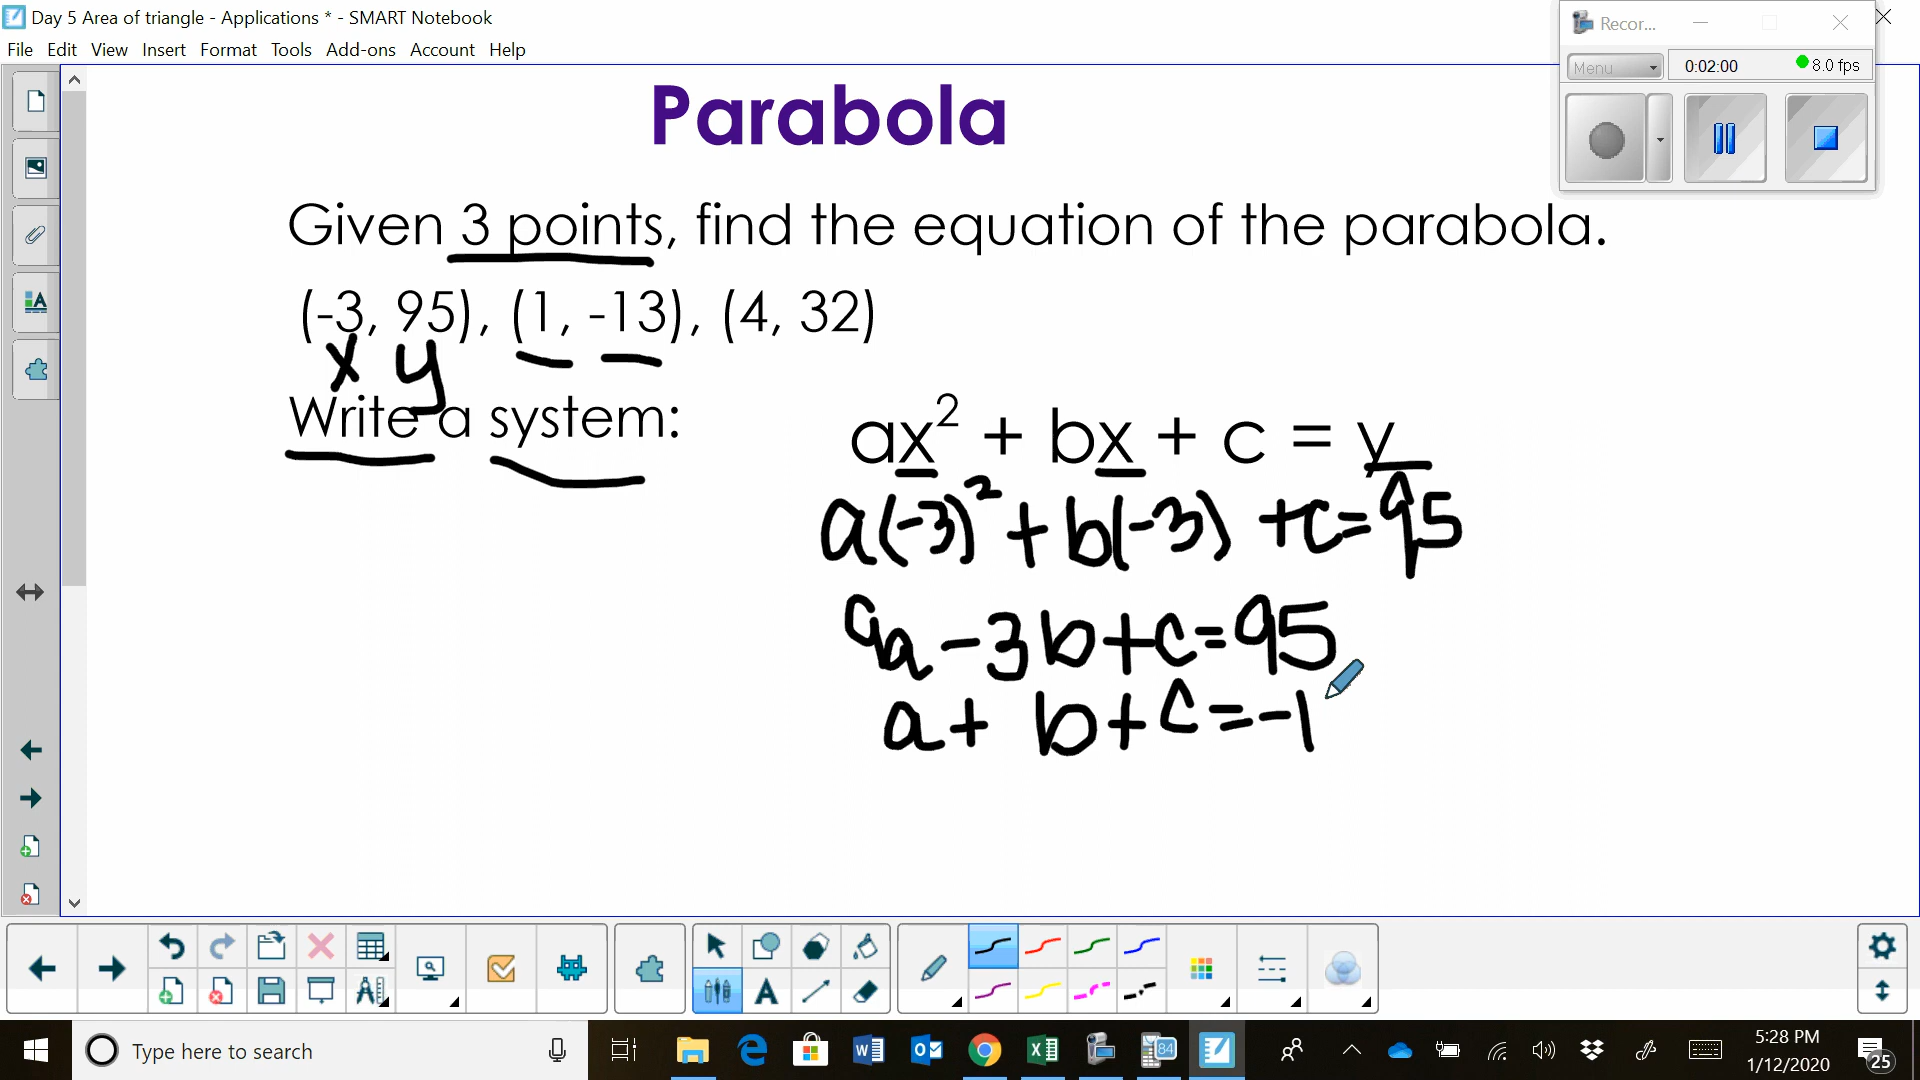 Day 5 Area of triangle - Applications * - SMART Notebook
File Edit View Insert Format Tools Add-ons Account Help
Recor...
Menu 0:02:00 8.0 fps
Parabola
Given 3 points, find the equation of the parabola.
(-3, 95), (1, -13), (4, 32)
x y
Write a system:
ax² + bx + c = y
a(-3)² + b(-3) + c = 95
9a - 3b + c = 95
a + b + c = -1
Type here to search
84
5:28 PM
1/12/2020
25